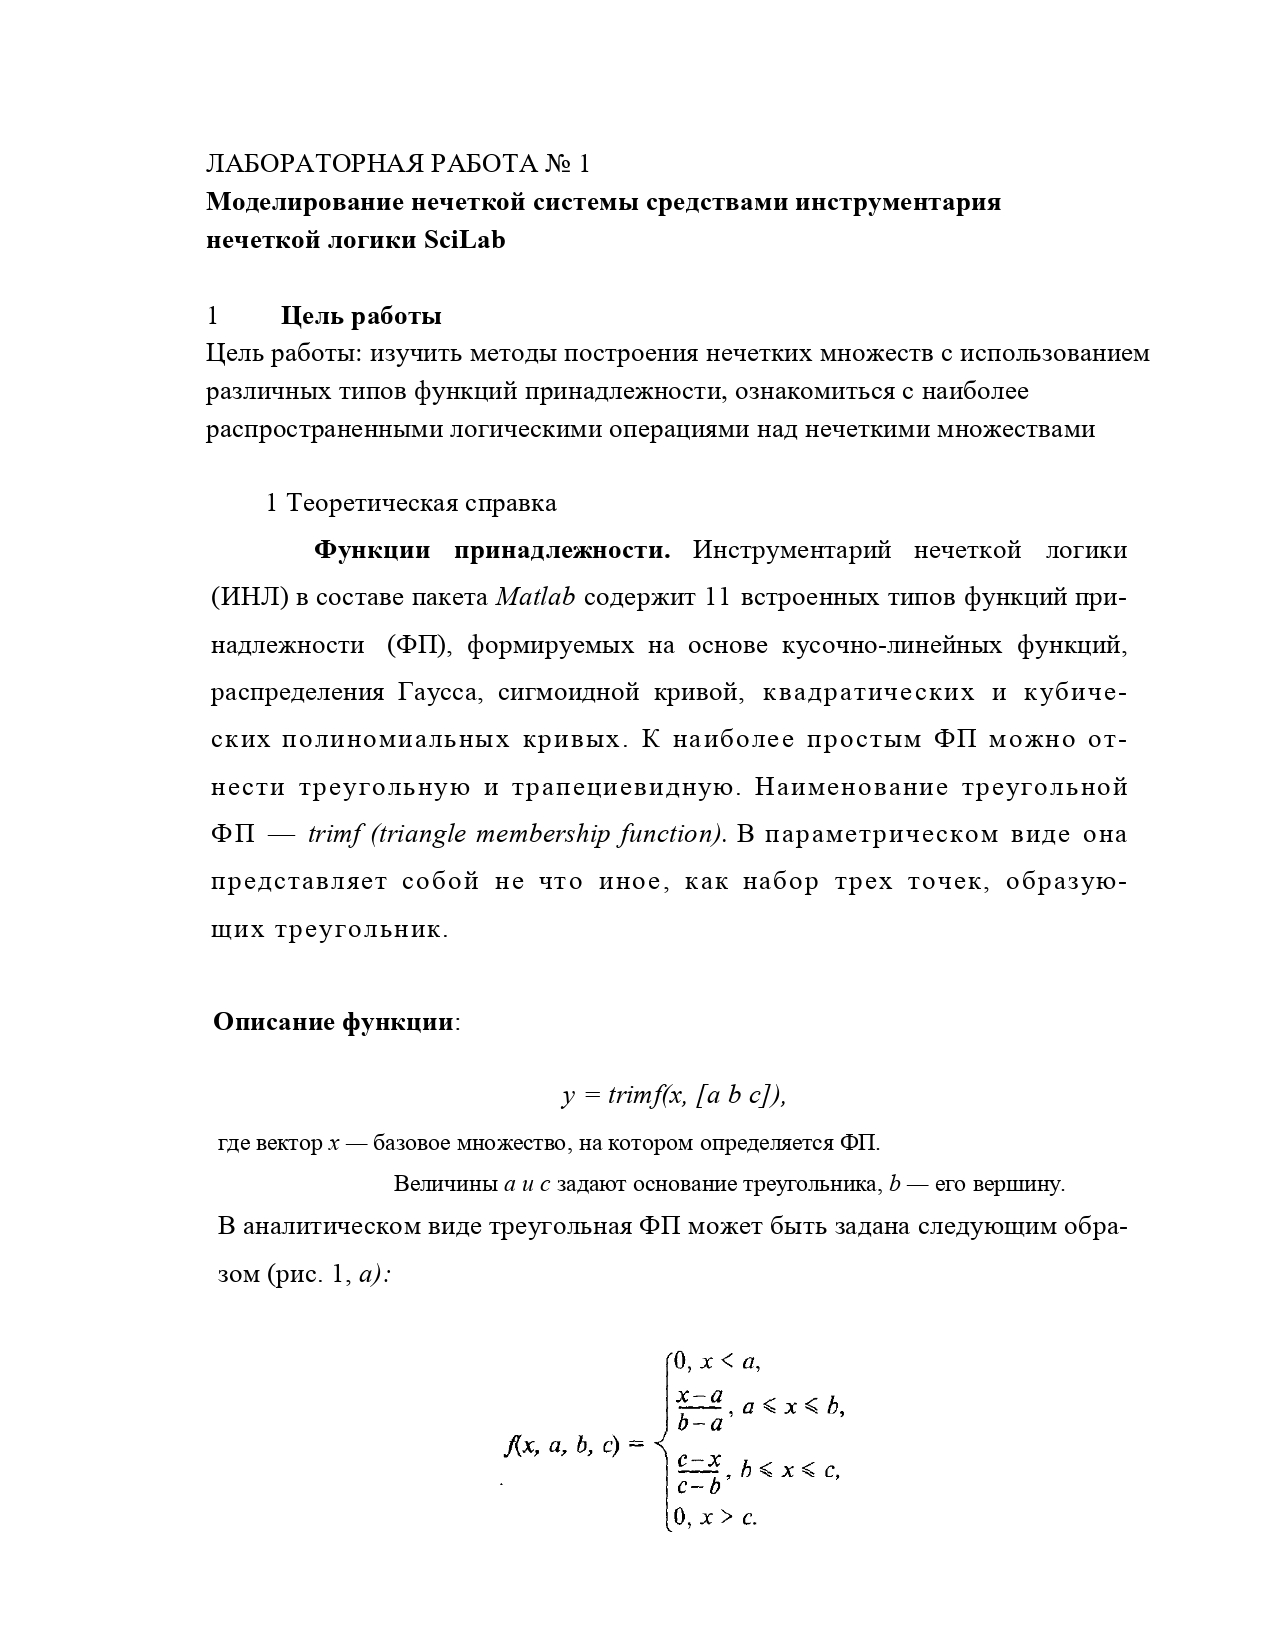 ЛАБОРАТОРНАЯ РАБОТА № 1
Моделирование нечеткой системы средствами инструментария
нечеткой логики SciLab
1 Цель работы
Цель работы: изучить методы построения нечетких множеств с использованием
различных типов функций принадлежности, ознакомиться с наиболее
распространенными логическими операциями над нечеткими множествами
1 Теоретическая справка
Функции принадлежности. Инструментарий нечеткой логики
(ИНЛ) в составе пакета Matlab содержит 11 встроенных типов функций при-
надлежности (ФП), формируемых на основе кусочно-линейных функций,
распределения Гаусса, сигмоидной кривой, квадратических и кубиче-
ских полиномиальных кривых. К наиболее простым ФП можно от-
нести треугольную и трапециевидную. Наименование треугольной
ФП — trimf (triangle membership function). В параметрическом виде она
представляет собой не что иное, как набор трех точек, образую-
щих треугольник.
Описание функции:
y = trimf(x, [a b c]),
где вектор x — базовое множество, на котором определяется ФП.
Величины a и c задают основание треугольника, b — его вершину.
В аналитическом виде треугольная ФП может быть задана следующим обра-
зом (рис. 1, а):
f(x, a, b, c) =
0, x < a,
x – a
b – a , a ⩽ x ⩽ b,
c – x
c – b , b ⩽ x ⩽ c,
0, x > c.